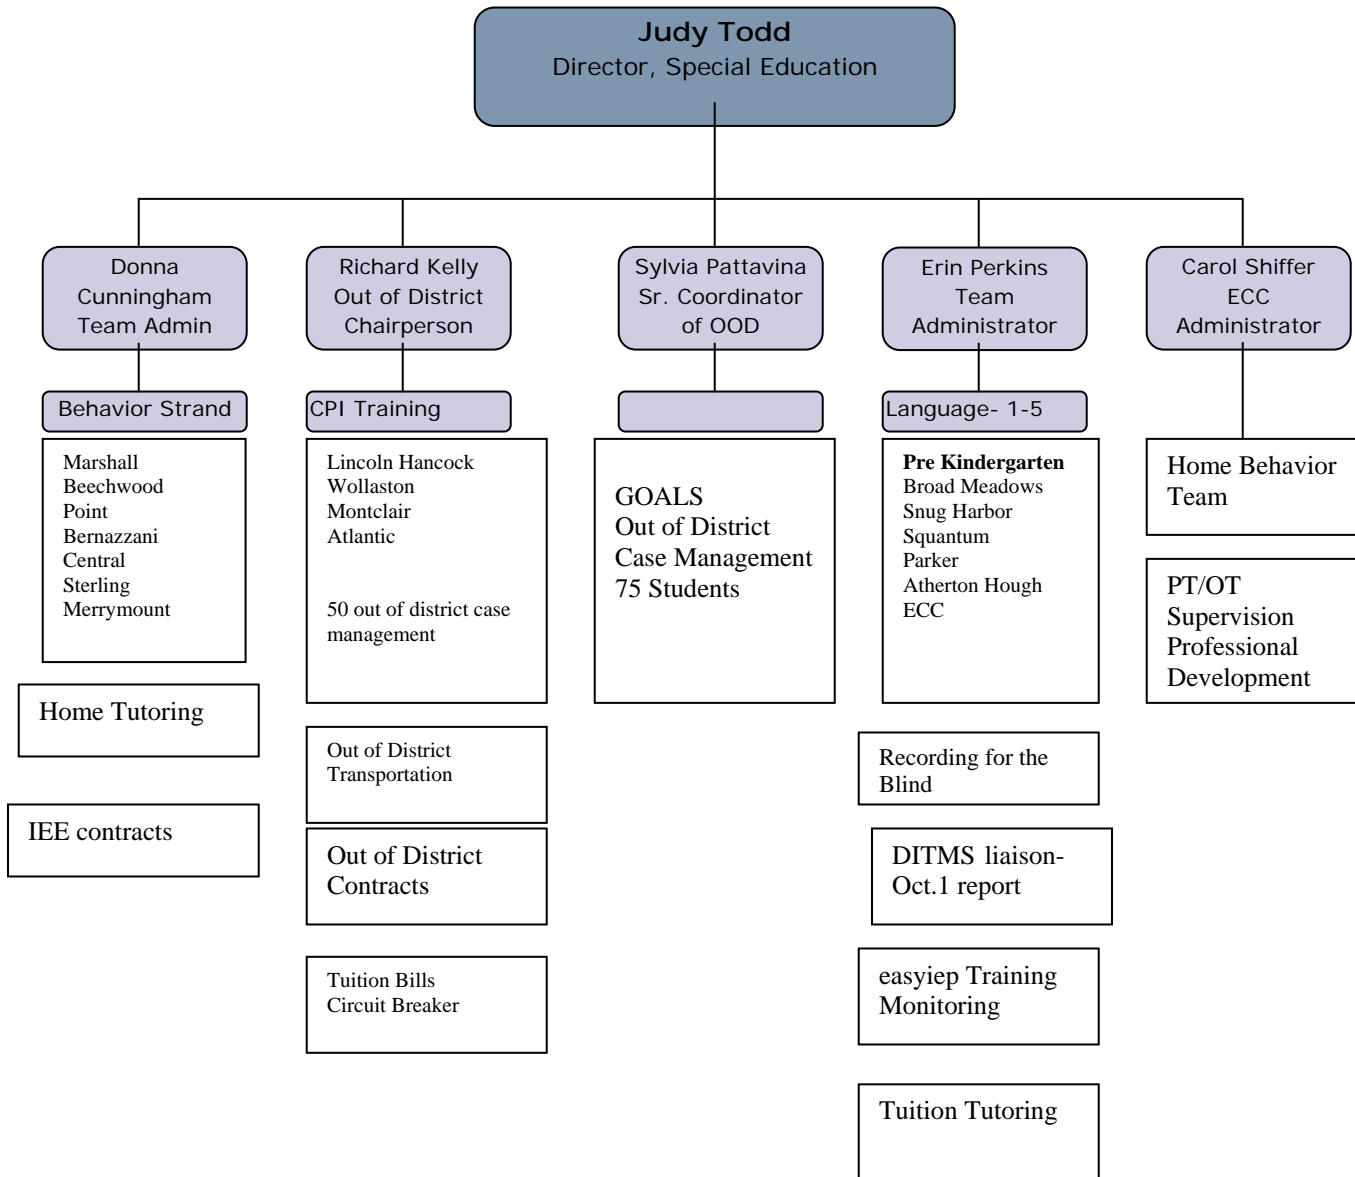 Judy Todd
Director, Special Education
Donna
Cunningham
Team Admin
Richard Kelly
Out of District
Chairperson
Sylvia Pattavina
Sr. Coordinator
of OOD
Erin Perkins
Team
Administrator
Carol Shiffer
ECC
Administrator
Behavior Strand
Marshall
Beechwood
Point
Bernazzani
Central
Sterling
Merrymount
Home Tutoring
IEE contracts
CPI Training
Lincoln Hancock
Wollaston
Montclair
Atlantic
50 out of district case
management
Out of District
Transportation
Out of District
Contracts
Tuition Bills
Circuit Breaker
GOALS
Out of District
Case Management
75 Students
Language- 1-5
Pre Kindergarten
Broad Meadows
Snug Harbor
Squantum
Parker
Atherton Hough
ECC
Recording for the
Blind
DITMS liaison-
Oct.1 report
easyiep Training
Monitoring
Tuition Tutoring
Home Behavior
Team
PT/OT
Supervision
Professional
Development